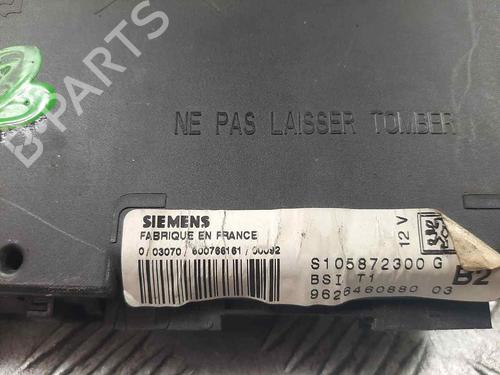 NE PAS LAISSER TOMBER
SIEMENS
FABRIQUE EN FRANCE
0/03070/600766161/00092
12 V
S105872300 G
BSI T1
B2
9626460880 03
B-PARTS